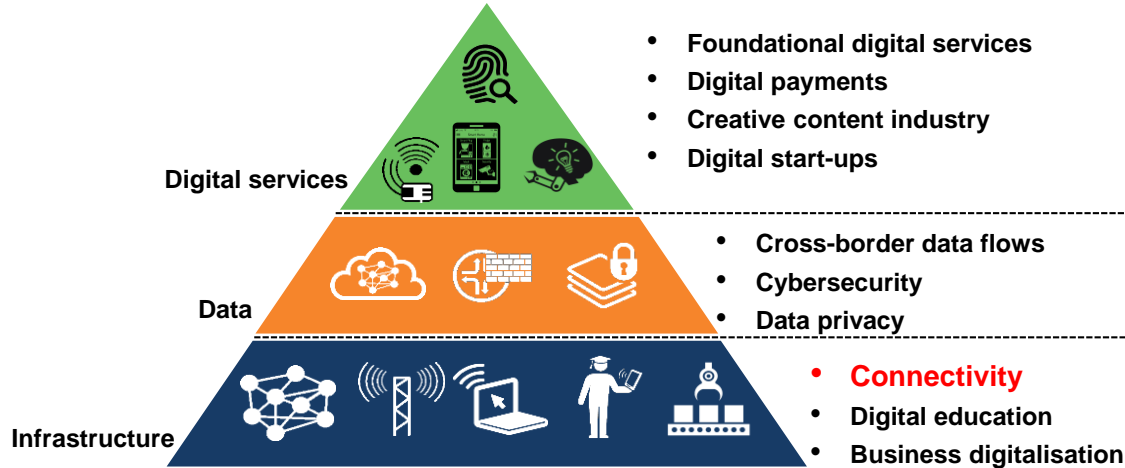 • Foundational digital services
• Digital payments
• Creative content industry
• Digital start-ups
Digital services
• Cross-border data flows
• Cybersecurity
• Data privacy
Data
• Connectivity
• Digital education
• Business digitalisation
Infrastructure